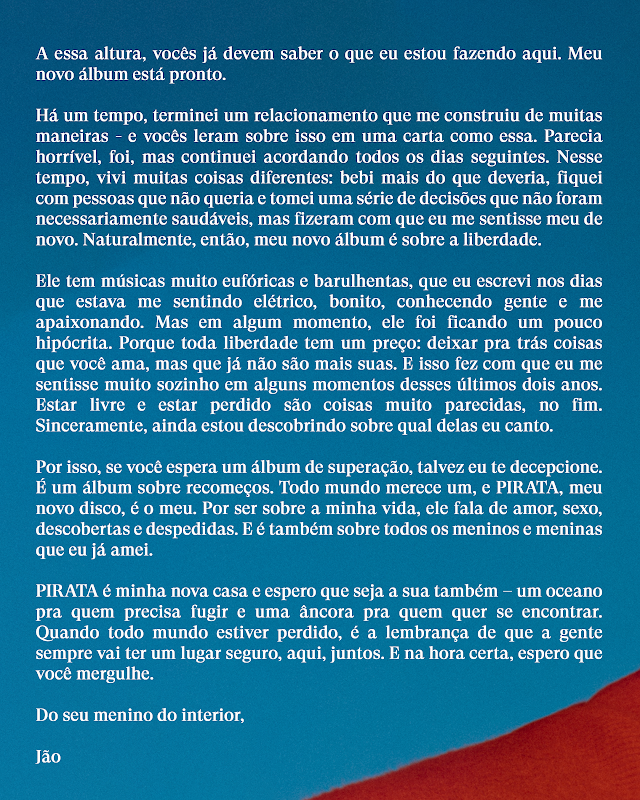 A essa altura, vocês já devem saber o que eu estou fazendo aqui. Meu
novo álbum está pronto.
Há um tempo, terminei um relacionamento que me construiu de muitas
maneiras - e vocês leram sobre isso em uma carta como essa. Parecia
horrível, foi, mas continuei acordando todos os dias seguintes. Nesse
tempo, vivi muitas coisas diferentes: bebi mais do que deveria, fiquei
com pessoas que não queria e tomei uma série de decisões que não foram
necessariamente saudáveis, mas fizeram com que eu me sentisse meu de
novo. Naturalmente, então, meu novo álbum é sobre a liberdade.
Ele tem músicas muito eufóricas e barulhentas, que eu escrevi nos dias
que estava me sentindo elétrico, bonito, conhecendo gente e me
apaixonando. Mas em algum momento, ele foi ficando um pouco
hipócrita. Porque toda liberdade tem um preço: deixar pra trás coisas
que você ama, mas que já não são mais suas. E isso fez com que eu me
sentisse muito sozinho em alguns momentos desses últimos dois anos.
Estar livre e estar perdido são coisas muito parecidas, no fim.
Sinceramente, ainda estou descobrindo sobre qual delas eu canto.
Por isso, se você espera um álbum de superação, talvez eu te decepcione.
É um álbum sobre recomeços. Todo mundo merece um, e PIRATA, meu
novo disco, é o meu. Por ser sobre a minha vida, ele fala de amor, sexo,
descobertas e despedidas. E é também sobre todos os meninos e meninas
que eu já amei.
PIRATA é minha nova casa e espero que seja a sua também – um oceano
pra quem precisa fugir e uma âncora pra quem quer se encontrar.
Quando todo mundo estiver perdido, é a lembrança de que a gente
sempre vai ter um lugar seguro, aqui, juntos. E na hora certa, espero que
você mergulhe.
Do seu menino do interior,
Jão